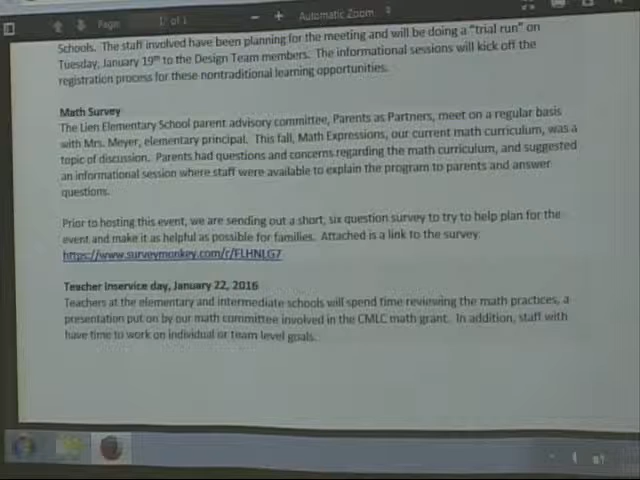 Page 1 of 1 Automatic Zoom
Schools. The staff involved have been planning for the meeting and will be doing a "trial run" on
Tuesday, January 19th to the Design Team members. The informational sessions will kick off the
registration process for these nontraditional learning opportunities.
Math Survey
The Lien Elementary School parent advisory committee, Parents as Partners, meet on a regular basis
with Mrs. Meyer, elementary principal. This fall, Math Expressions, our current math curriculum, was a
topic of discussion. Parents had questions and concerns regarding the math curriculum, and suggested
an informational session where staff were available to explain the program to parents and answer
questions.
Prior to hosting this event, we are sending out a short, six question survey to try to help plan for the
event and make it as helpful as possible for families. Attached is a link to the survey:
https://www.surveymonkey.com/r/FLHNLG7
Teacher Inservice day, January 22, 2016
Teachers at the elementary and intermediate schools will spend time reviewing the math practices, a
presentation put on by our math committee involved in the CMLC math grant. In addition, staff with
have time to work on individual or team level goals.